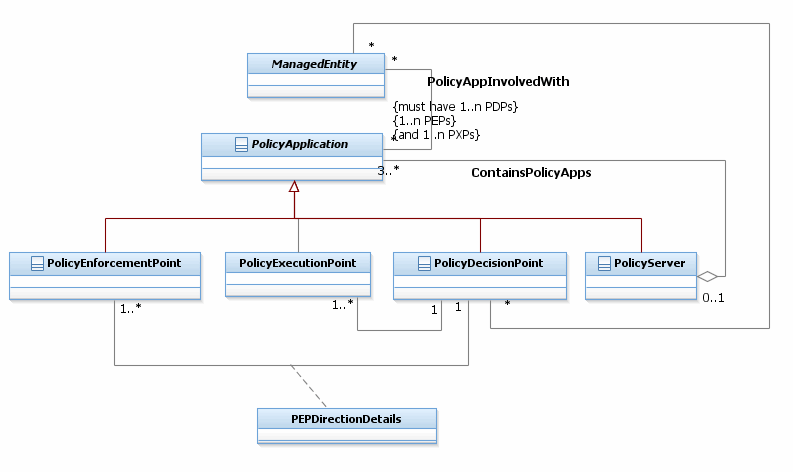 *
ManagedEntity
*
PolicyAppInvolvedWith
{must have 1..n PDPs}
{1..n PEPs}
{and 1..n PXPs}
*
PolicyApplication
3..*
ContainsPolicyApps
PolicyEnforcementPoint
PolicyExecutionPoint
PolicyDecisionPoint
PolicyServer
0..1
1..*
1..*
1
1
*
PEPDirectionDetails